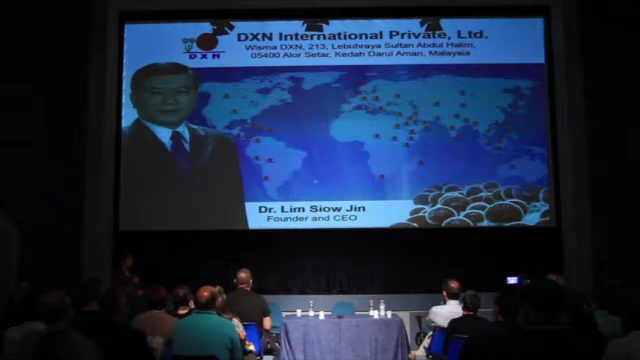 DXN International Private, Ltd.
Wisma DXN, 213, Lebuhraya Sultan Abdul Halim,
05400 Alor Setar, Kedah Darul Aman, Malaysia
DXN
Dr. Lim Siow Jin
Founder and CEO